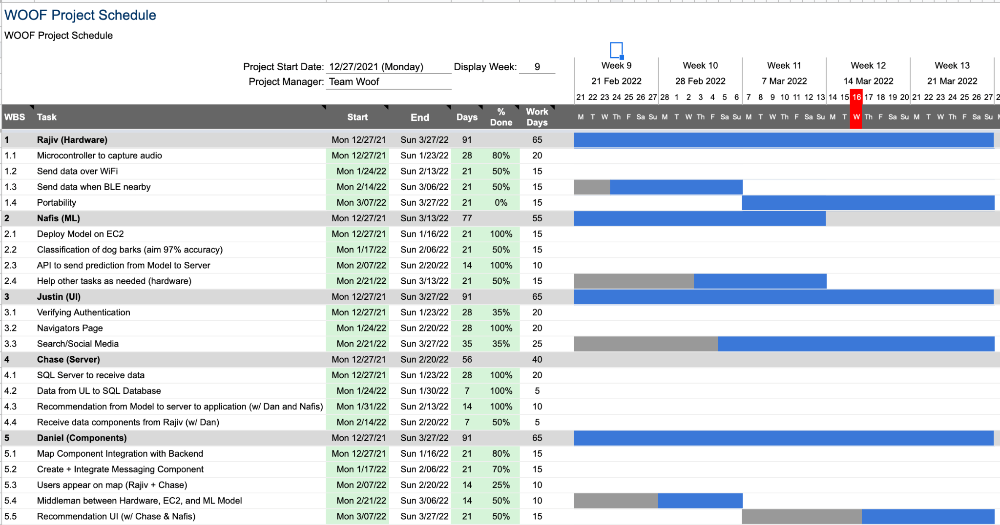 WOOF Project Schedule
WOOF Project Schedule
Project Start Date: 12/27/2021 (Monday) Display Week: 9
Project Manager: Team Woof
Week 9 Week 10 Week 11 Week 12 Week 13
21 Feb 2022 28 Feb 2022 7 Mar 2022 14 Mar 2022 21 Mar 2022
21 22 23 24 25 26 27 28 1 2 3 4 5 6 7 8 9 10 11 12 13 14 15 16 17 18 19 20 21 22 23 24 25 26 27
WBS Task Start End Days % Done Work Days M T W Th F Sa Su M T W Th F Sa Su M T W Th F Sa Su M T W Th F Sa Su M T W Th F Sa Su
1 Rajiv (Hardware) Mon 12/27/21 Sun 3/27/22 91 65
1.1 Microcontroller to capture audio Mon 12/27/21 Sun 1/23/22 28 80% 20
1.2 Send data over WiFi Mon 1/24/22 Sun 2/13/22 21 50% 15
1.3 Send data when BLE nearby Mon 2/14/22 Sun 3/06/22 21 50% 15
1.4 Portability Mon 3/07/22 Sun 3/27/22 21 0% 15
2 Nafis (ML) Mon 12/27/21 Sun 3/13/22 77 55
2.1 Deploy Model on EC2 Mon 12/27/21 Sun 1/16/22 21 100% 15
2.2 Classification of dog barks (aim 97% accuracy) Mon 1/17/22 Sun 2/06/22 21 50% 15
2.3 API to send prediction from Model to Server Mon 2/07/22 Sun 2/20/22 14 100% 10
2.4 Help other tasks as needed (hardware) Mon 2/21/22 Sun 3/13/22 21 50% 15
3 Justin (UI) Mon 12/27/21 Sun 3/27/22 91 65
3.1 Verifying Authentication Mon 12/27/21 Sun 1/23/22 28 35% 20
3.2 Navigators Page Mon 1/24/22 Sun 2/20/22 28 100% 20
3.3 Search/Social Media Mon 2/21/22 Sun 3/27/22 35 35% 25
4 Chase (Server) Mon 12/27/21 Sun 2/20/22 56 40
4.1 SQL Server to receive data Mon 12/27/21 Sun 1/23/22 28 100% 20
4.2 Data from UL to SQL Database Mon 1/24/22 Sun 1/30/22 7 100% 5
4.3 Recommendation from Model to server to application (w/ Dan and Nafis) Mon 1/31/22 Sun 2/13/22 14 100% 10
4.4 Receive data components from Rajiv (w/ Dan) Mon 2/14/22 Sun 2/20/22 7 50% 5
5 Daniel (Components) Mon 12/27/21 Sun 3/27/22 91 65
5.1 Map Component Integration with Backend Mon 12/27/21 Sun 1/16/22 21 80% 15
5.2 Create + Integrate Messaging Component Mon 1/17/22 Sun 2/06/22 21 70% 15
5.3 Users appear on map (Rajiv + Chase) Mon 2/07/22 Sun 2/20/22 14 25% 10
5.4 Middleman between Hardware, EC2, and ML Model Mon 2/21/22 Sun 3/06/22 14 50% 10
5.5 Recommendation UI (w/ Chase & Nafis) Mon 3/07/22 Sun 3/27/22 21 50% 15